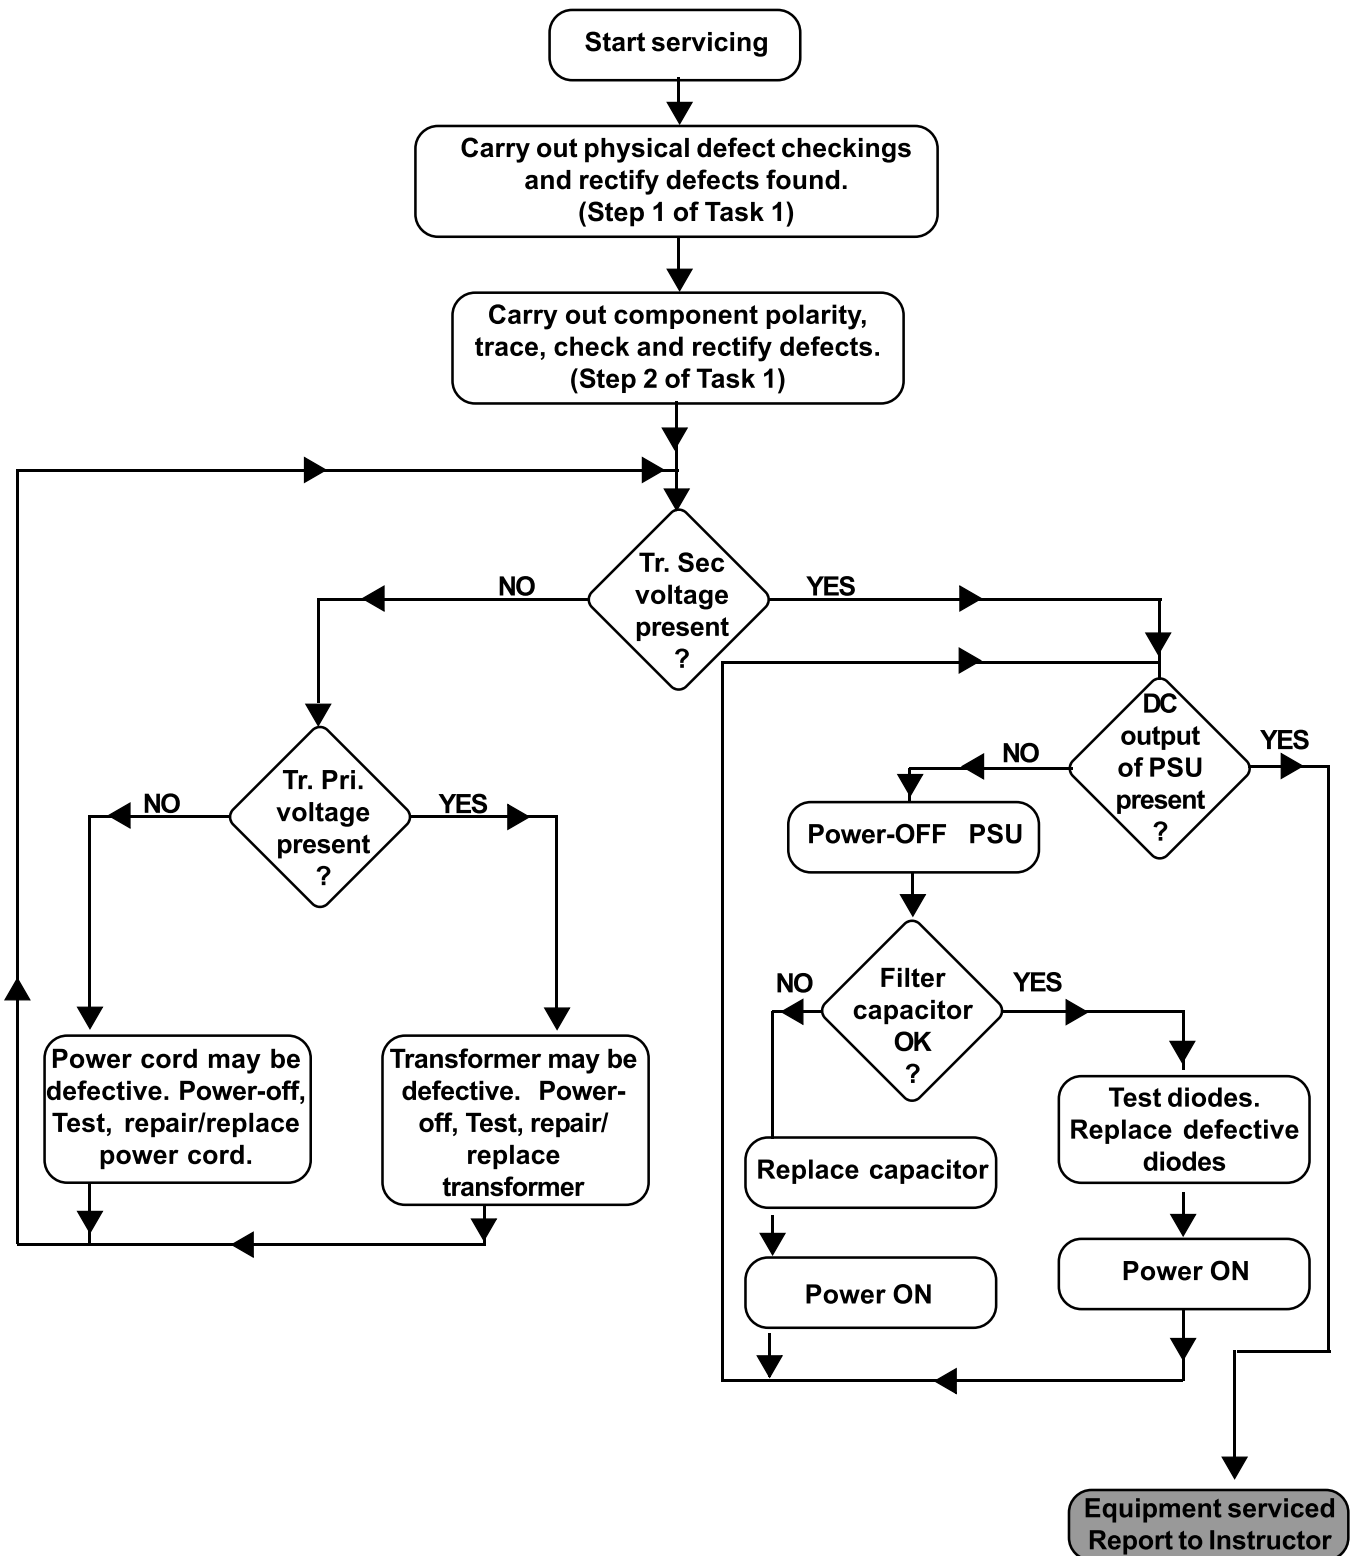 Start servicing
Carry out physical defect checkings
and rectify defects found.
(Step 1 of Task 1)
Carry out component polarity,
trace, check and rectify defects.
(Step 2 of Task 1)
Tr. Sec
voltage
present
?
NO
YES
Tr. Pri.
voltage
present
?
NO
YES
Power cord may be
defective. Power-off,
Test, repair/replace
power cord.
Transformer may be
defective. Power-
off, Test, repair/
replace
transformer
DC
output
of PSU
present
?
NO
YES
Power-OFF PSU
Filter
capacitor
OK
?
NO
YES
Replace capacitor
Power ON
Test diodes.
Replace defective
diodes
Power ON
Equipment serviced
Report to Instructor